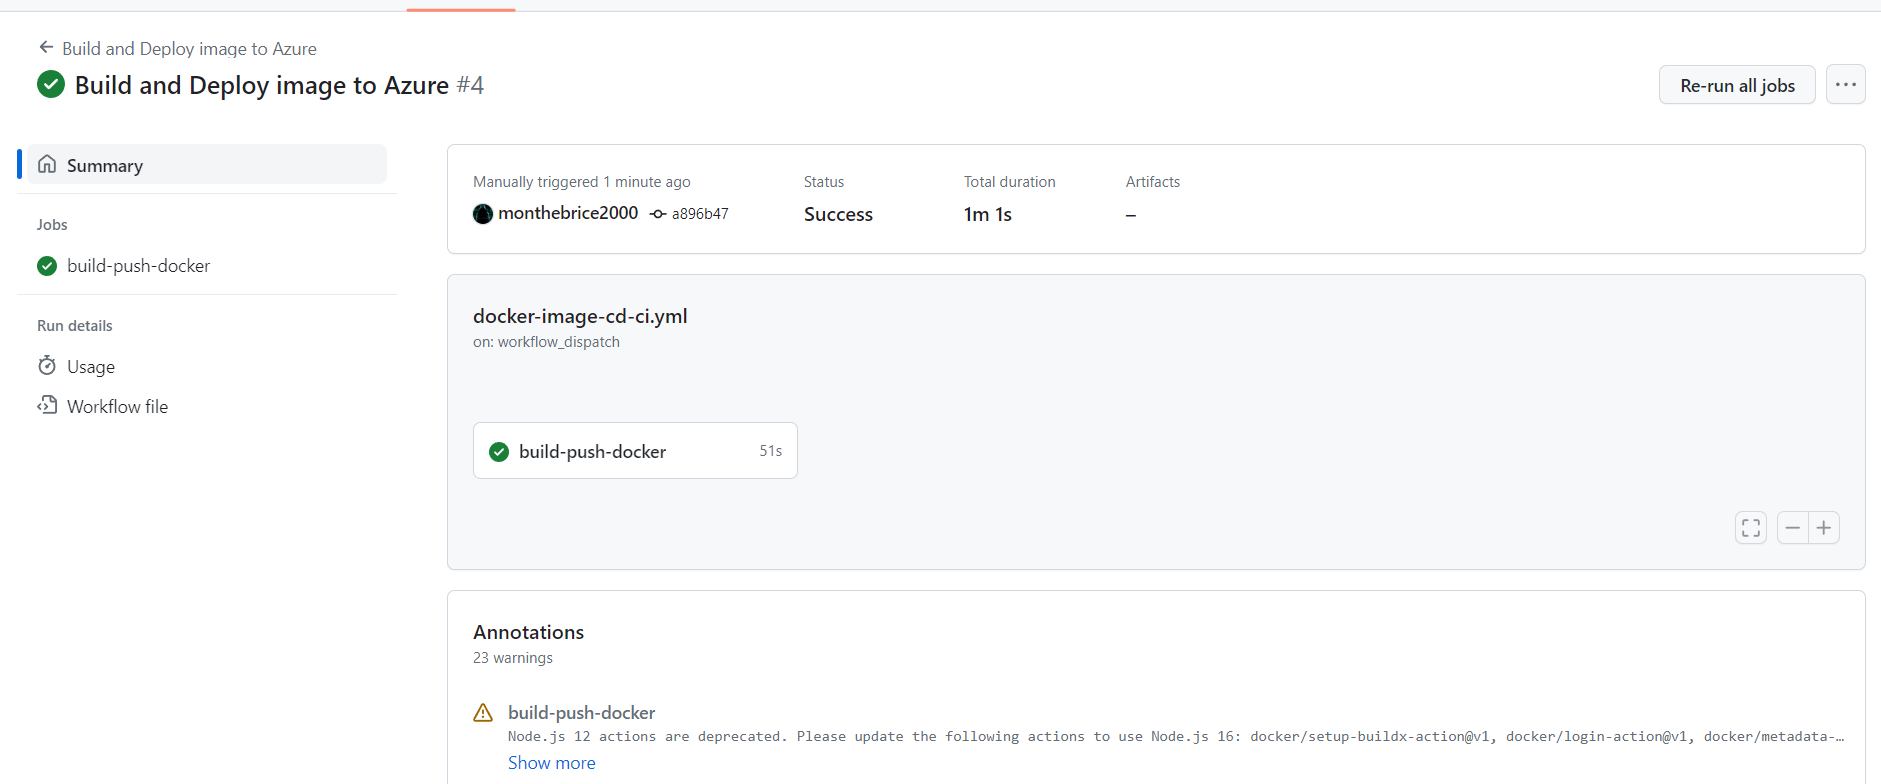 Build and Deploy image to Azure
Build and Deploy image to Azure #4
Re-run all jobs
Summary
Jobs
build-push-docker
Run details
Usage
Workflow file
Manually triggered 1 minute ago
monthebrice2000 a896b47
Status
Success
Total duration
1m 1s
Artifacts
–
docker-image-cd-ci.yml
on: workflow_dispatch
build-push-docker 51s
Annotations
23 warnings
build-push-docker
Node.js 12 actions are deprecated. Please update the following actions to use Node.js 16: docker/setup-buildx-action@v1, docker/login-action@v1, docker/metadata-…
Show more